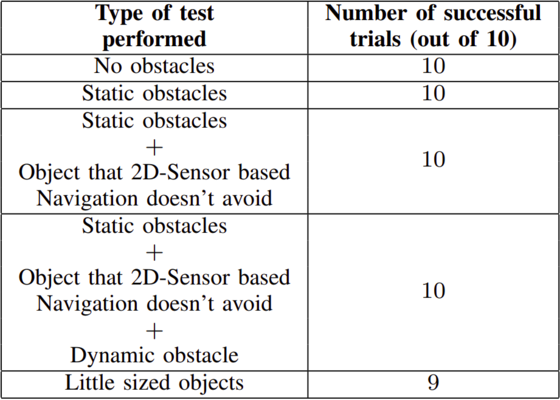 Type of test performed
Number of successful trials (out of 10)
No obstacles
10
Static obstacles
10
Static obstacles
+
Object that 2D-Sensor based
Navigation doesn't avoid
10
Static obstacles
+
Object that 2D-Sensor based
Navigation doesn't avoid
+
Dynamic obstacle
10
Little sized objects
9